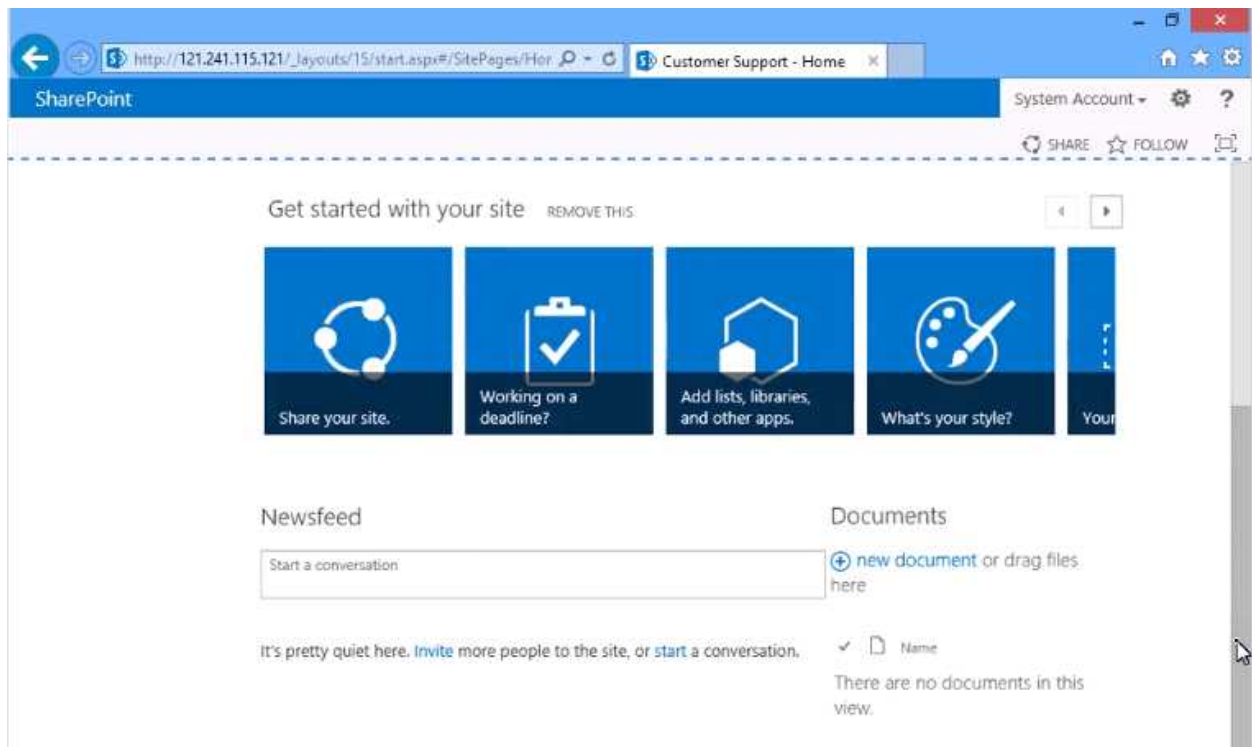 http://121.241.115.121/_layouts/15/start.aspx#/SitePages/Hor
Customer Support - Home
SharePoint
System Account
?
SHARE
FOLLOW
Get started with your site REMOVE THIS
Share your site.
Working on a
deadline?
Add lists, libraries,
and other apps.
What's your style?
Your
Newsfeed
Start a conversation
It's pretty quiet here. Invite more people to the site, or start a conversation.
Documents
new document or drag files
here
Name
There are no documents in this
view.